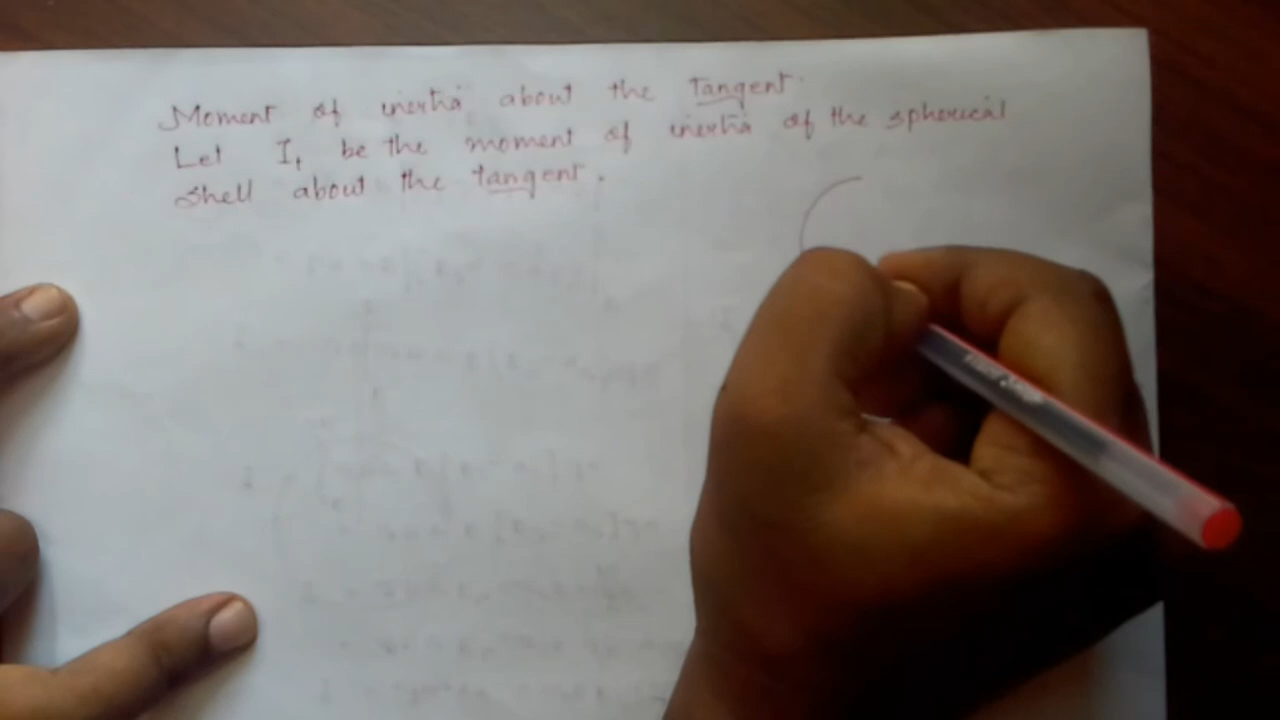 Moment of inertia about the Tangent.
Let I, be the moment of inertia of the spherical
shell about the tangent.